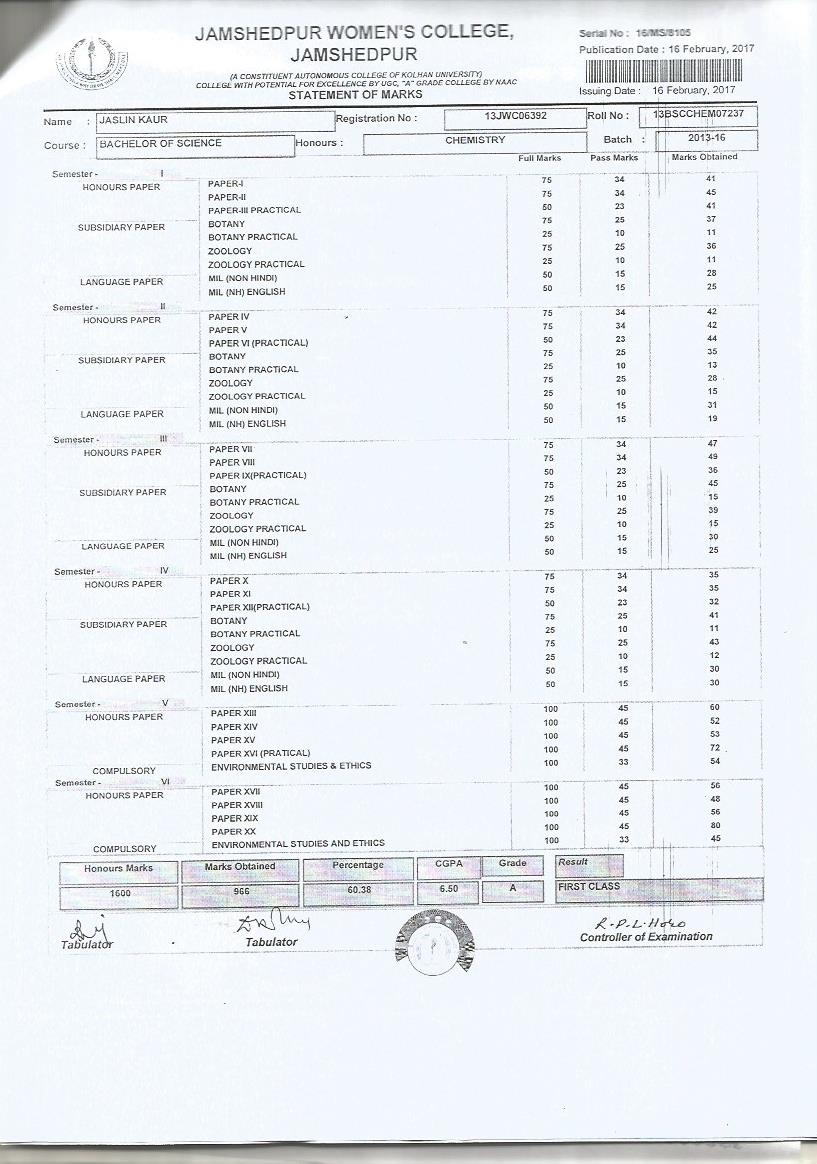 JAMSHEDPUR WOMEN'S COLLEGE,
JAMSHEDPUR
(A CONSTITUENT AUTONOMOUS COLLEGE OF KOLHAN UNIVERSITY)
COLLEGE WITH POTENTIAL FOR EXCELLENCE BY UGC, "A" GRADE COLLEGE BY NAAC
STATEMENT OF MARKS
Serial No : 16/MS/8105
Publication Date : 16 February, 2017
Issuing Date : 16 February, 2017
Name : JASLIN KAUR Registration No : 13JWC06392 Roll No : 13BSCCHEM07237
Course : BACHELOR OF SCIENCE Honours : CHEMISTRY Batch : 2013-16
Full Marks Pass Marks Marks Obtained
Semester - I
HONOURS PAPER PAPER-I 75 34 41
PAPER-II 75 34 45
PAPER-III PRACTICAL 50 23 41
SUBSIDIARY PAPER BOTANY 75 25 37
BOTANY PRACTICAL 25 10 11
ZOOLOGY 75 25 36
ZOOLOGY PRACTICAL 25 10 11
LANGUAGE PAPER MIL (NON HINDI) 50 15 28
MIL (NH) ENGLISH 50 15 25
Semester - II
HONOURS PAPER PAPER IV 75 34 42
PAPER V 75 34 42
PAPER VI (PRACTICAL) 50 23 44
SUBSIDIARY PAPER BOTANY 75 25 35
BOTANY PRACTICAL 25 10 13
ZOOLOGY 75 25 28
ZOOLOGY PRACTICAL 25 10 15
LANGUAGE PAPER MIL (NON HINDI) 50 15 31
MIL (NH) ENGLISH 50 15 19
Semester - III
HONOURS PAPER PAPER VII 75 34 47
PAPER VIII 75 34 49
PAPER IX(PRACTICAL) 50 23 36
SUBSIDIARY PAPER BOTANY 75 25 45
BOTANY PRACTICAL 25 10 15
ZOOLOGY 75 25 39
ZOOLOGY PRACTICAL 25 10 15
LANGUAGE PAPER MIL (NON HINDI) 50 15 30
MIL (NH) ENGLISH 50 15 25
Semester - IV
HONOURS PAPER PAPER X 75 34 35
PAPER XI 75 34 35
PAPER XII(PRACTICAL) 50 23 32
SUBSIDIARY PAPER BOTANY 75 25 41
BOTANY PRACTICAL 25 10 11
ZOOLOGY 75 25 43
ZOOLOGY PRACTICAL 25 10 12
LANGUAGE PAPER MIL (NON HINDI) 50 15 30
MIL (NH) ENGLISH 50 15 30
Semester - V
HONOURS PAPER PAPER XIII 100 45 60
PAPER XIV 100 45 52
PAPER XV 100 45 53
PAPER XVI (PRATICAL) 100 45 72
COMPULSORY ENVIRONMENTAL STUDIES & ETHICS 100 33 54
Semester - VI
HONOURS PAPER PAPER XVII 100 45 56
PAPER XVIII 100 45 48
PAPER XIX 100 45 56
PAPER XX 100 45 80
COMPULSORY ENVIRONMENTAL STUDIES AND ETHICS 100 33 45
Honours Marks Marks Obtained Percentage CGPA Grade Result
1600 966 60.38 6.50 A FIRST CLASS
R.P.L.Horo
Tabulator Tabulator Controller of Examination